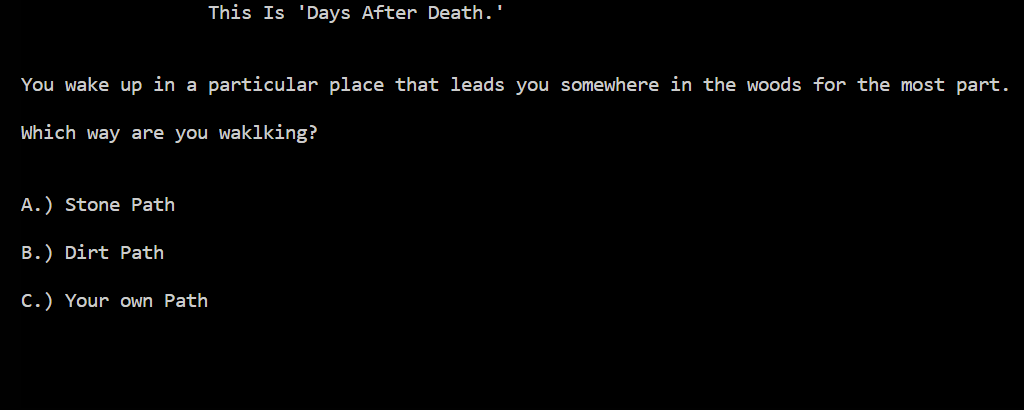 This Is 'Days After Death.'
You wake up in a particular place that leads you somewhere in the woods for the most part.
Which way are you waklking?
A.) Stone Path
B.) Dirt Path
C.) Your own Path